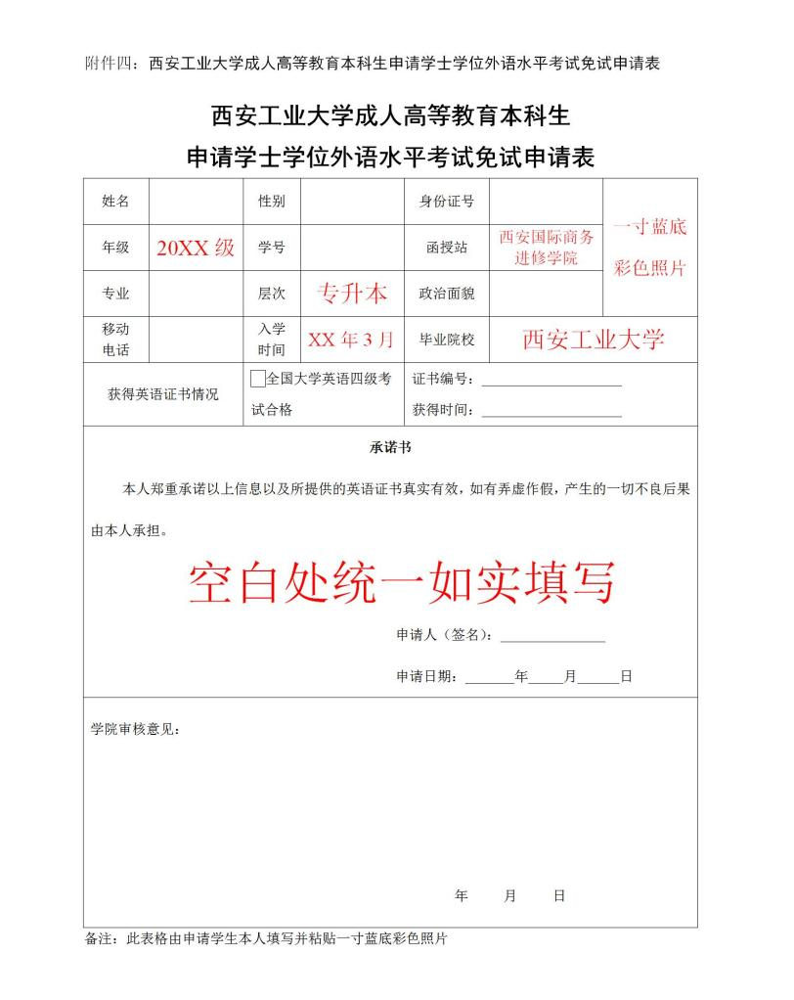 附件四：西安工业大学成人高等教育本科生申请学士学位外语水平考试免试申请表
西安工业大学成人高等教育本科生
申请学士学位外语水平考试免试申请表
姓名 性别 身份证号
一寸蓝底
彩色照片
年级 20XX 级 学号 函授站 西安国际商务
进修学院
专业 层次 专升本 政治面貌
移动
电话
入学
时间
XX 年 3 月 毕业院校 西安工业大学
获得英语证书情况
全国大学英语四级考
试合格
证书编号：
获得时间：
承诺书
本人郑重承诺以上信息以及所提供的英语证书真实有效，如有弄虚作假，产生的一切不良后果
由本人承担。
空白处统一如实填写
申请人（签名）：
申请日期：______年____月_____日
学院审核意见：
年 月 日
备注：此表格由申请学生本人填写并粘贴一寸蓝底彩色照片